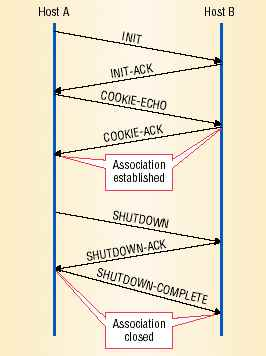 Host A Host B
INIT
INIT-ACK
COOKIE-ECHO
COOKIE-ACK
Association
established
SHUTDOWN
SHUTDOWN-ACK
SHUTDOWN-COMPLETE
Association
closed